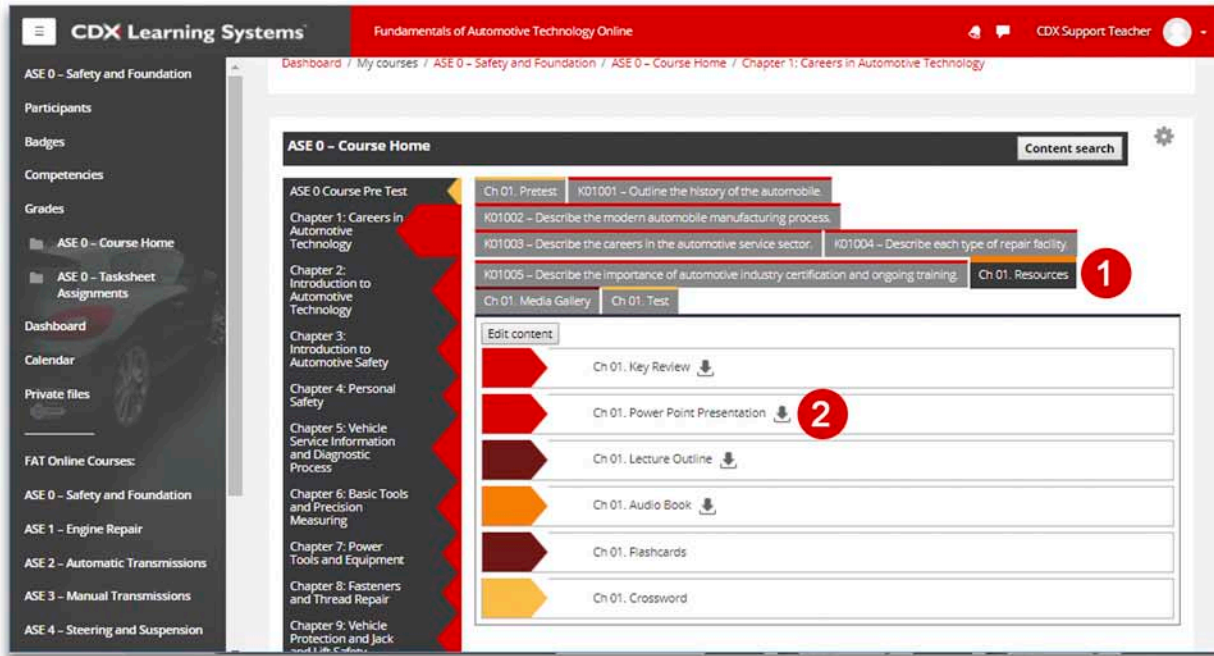 CDX Learning Systems™
Fundamentals of Automotive Technology Online
CDX Support Teacher
ASE 0 – Safety and Foundation
Participants
Badges
Competencies
Grades
ASE 0 – Course Home
ASE 0 – Tasksheet
Assignments
Dashboard
Calendar
Private files
FAT Online Courses:
ASE 0 – Safety and Foundation
ASE 1 – Engine Repair
ASE 2 – Automatic Transmissions
ASE 3 – Manual Transmissions
ASE 4 – Steering and Suspension
Dashboard / My courses / ASE 0 – Safety and Foundation / ASE 0 – Course Home / Chapter 1: Careers in Automotive Technology
ASE 0 – Course Home
Content search
ASE 0 Course Pre Test
Chapter 1: Careers in
Automotive
Technology
Chapter 2:
Introduction to
Automotive
Technology
Chapter 3:
Introduction to
Automotive Safety
Chapter 4: Personal
Safety
Chapter 5: Vehicle
Service Information
and Diagnostic
Process
Chapter 6: Basic Tools
and Precision
Measuring
Chapter 7: Power
Tools and Equipment
Chapter 8: Fasteners
and Thread Repair
Chapter 9: Vehicle
Protection and Jack
and Lift Safety
Ch 01. Pretest
K01001 – Outline the history of the automobile.
K01002 – Describe the modern automobile manufacturing process.
K01003 – Describe the careers in the automotive service sector.
K01004 – Describe each type of repair facility.
K01005 – Describe the importance of automotive industry certification and ongoing training.
Ch 01. Resources
1
Ch 01. Media Gallery
Ch 01. Test
Edit content
Ch 01. Key Review
Ch 01. Power Point Presentation
2
Ch 01. Lecture Outline
Ch 01. Audio Book
Ch 01. Flashcards
Ch 01. Crossword